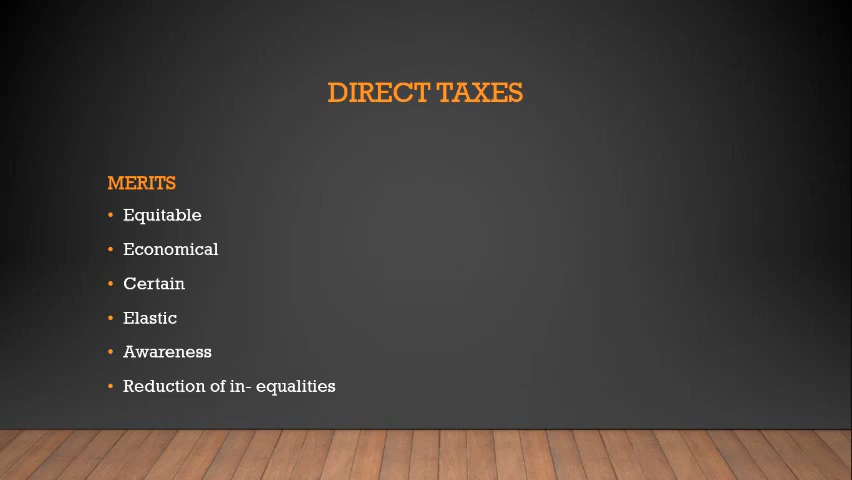 DIRECT TAXES
MERITS
• Equitable
• Economical
• Certain
• Elastic
• Awareness
• Reduction of in- equalities